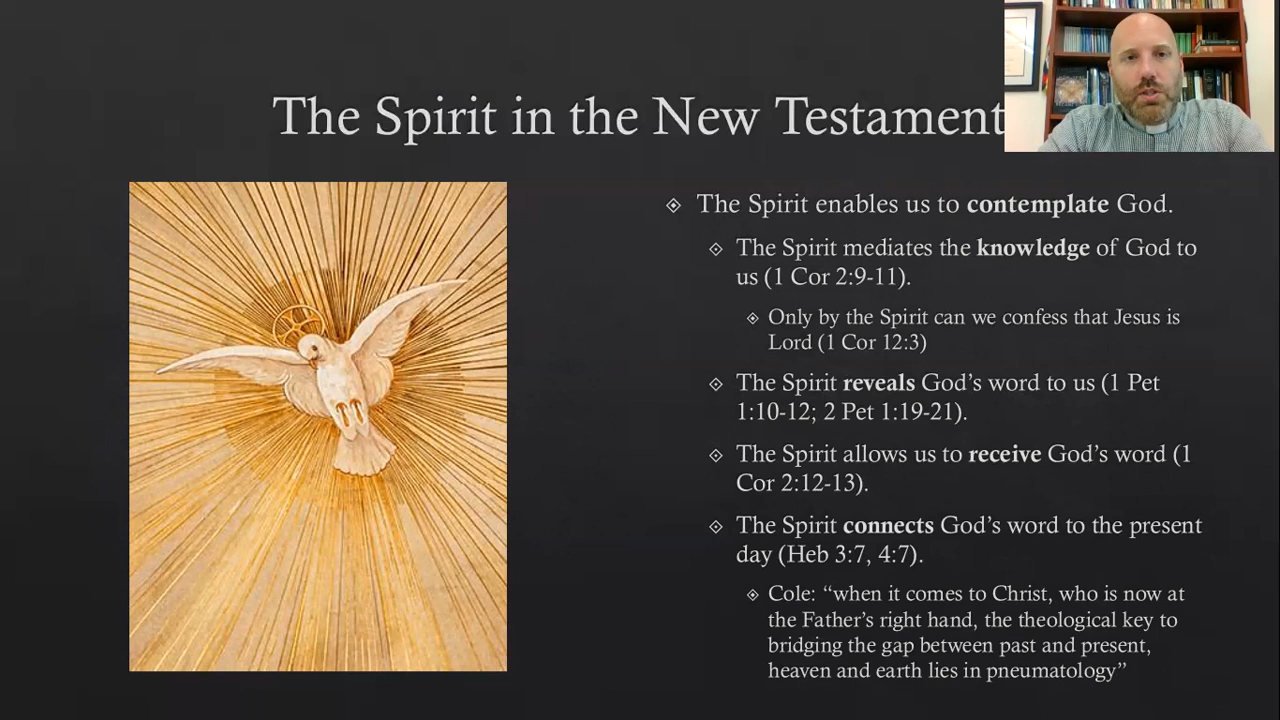 The Spirit in the New Testament
The Spirit enables us to contemplate God.
The Spirit mediates the knowledge of God to
us (1 Cor 2:9-11).
Only by the Spirit can we confess that Jesus is
Lord (1 Cor 12:3)
The Spirit reveals God’s word to us (1 Pet
1:10-12; 2 Pet 1:19-21).
The Spirit allows us to receive God’s word (1
Cor 2:12-13).
The Spirit connects God’s word to the present
day (Heb 3:7, 4:7).
Cole: “when it comes to Christ, who is now at
the Father’s right hand, the theological key to
bridging the gap between past and present,
heaven and earth lies in pneumatology”